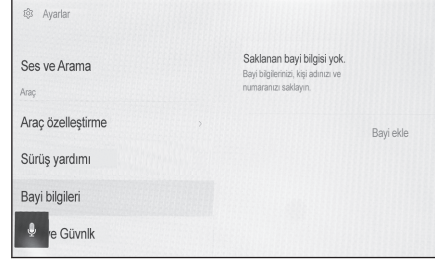 Ayarlar
Ses ve Arama
Araç
Araç özelleştirme
Sürüş yardımı
Bayi bilgileri
ve Güvnlk
Saklanan bayi bilgisi yok.
Bayi bilgilerinizi, kişi adınızı ve
numaranızı saklayın.
Bayi ekle